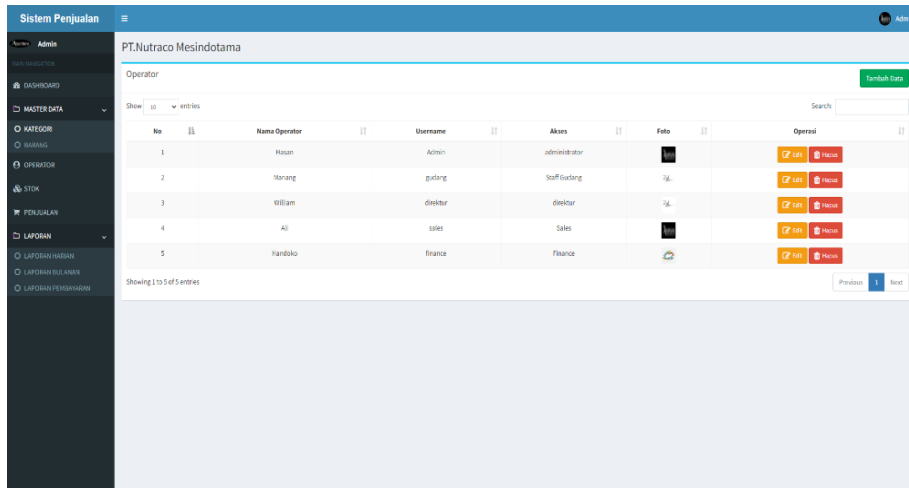 Sistem Penjualan
Adm
Admin
MAIN NAVIGATION
PT.Nutraco Mesindotama
DASHBOARD
MASTER DATA
KATEGORI
BARANG
OPERATOR
STOK
PENJUALAN
LAPORAN
LAPORAN HARIAN
LAPORAN BULANAN
LAPORAN PEMBAYARAN
Operator
Tambah Data
Show 10 entries
Search:
No Nama Operator Username Akses Foto Operasi
1 Hasan Admin administrator Edit Hapus
2 Nanang gudang Staff Gudang Edit Hapus
3 William direktur direktur Edit Hapus
4 Ali sales Sales Edit Hapus
5 Handoko finance Finance Edit Hapus
Showing 1 to 5 of 5 entries
Previous 1 Next